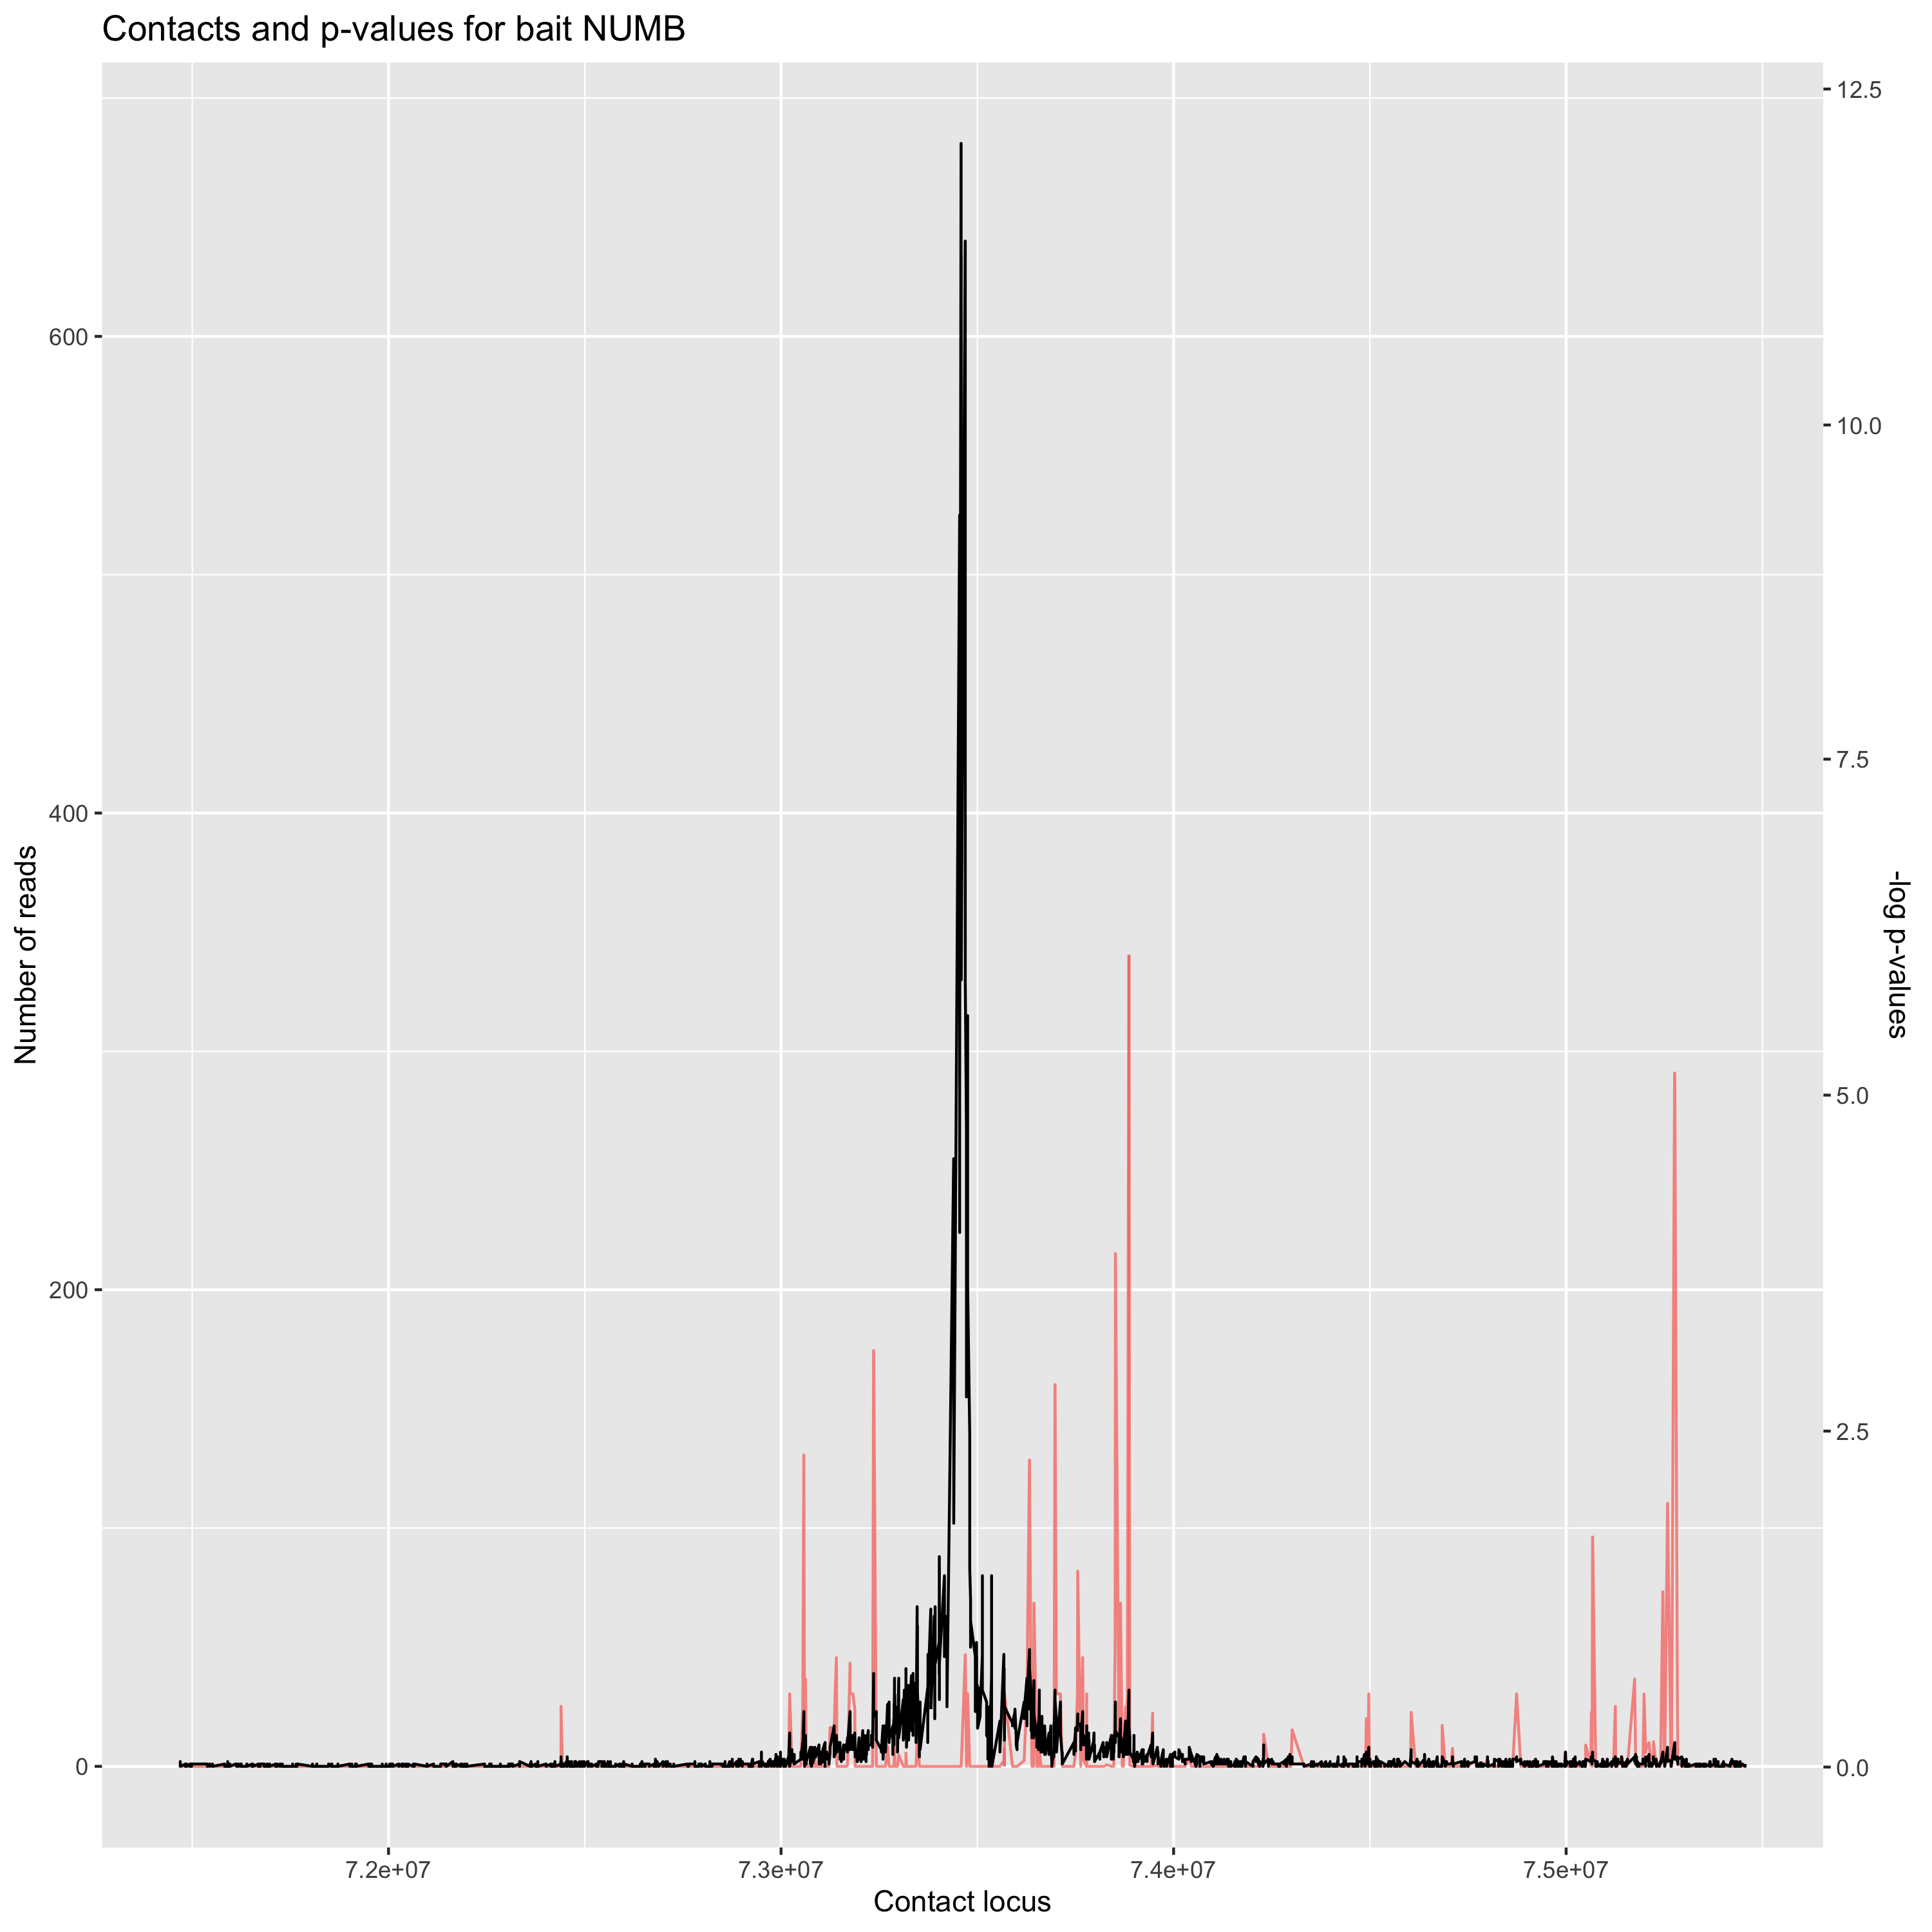 Contacts and p-values for bait NUMB
Number of reads
600
400
200
0
12.5
10.0
7.5
5.0
2.5
0.0
-log p-values
7.2e+07
7.3e+07
7.4e+07
7.5e+07
Contact locus